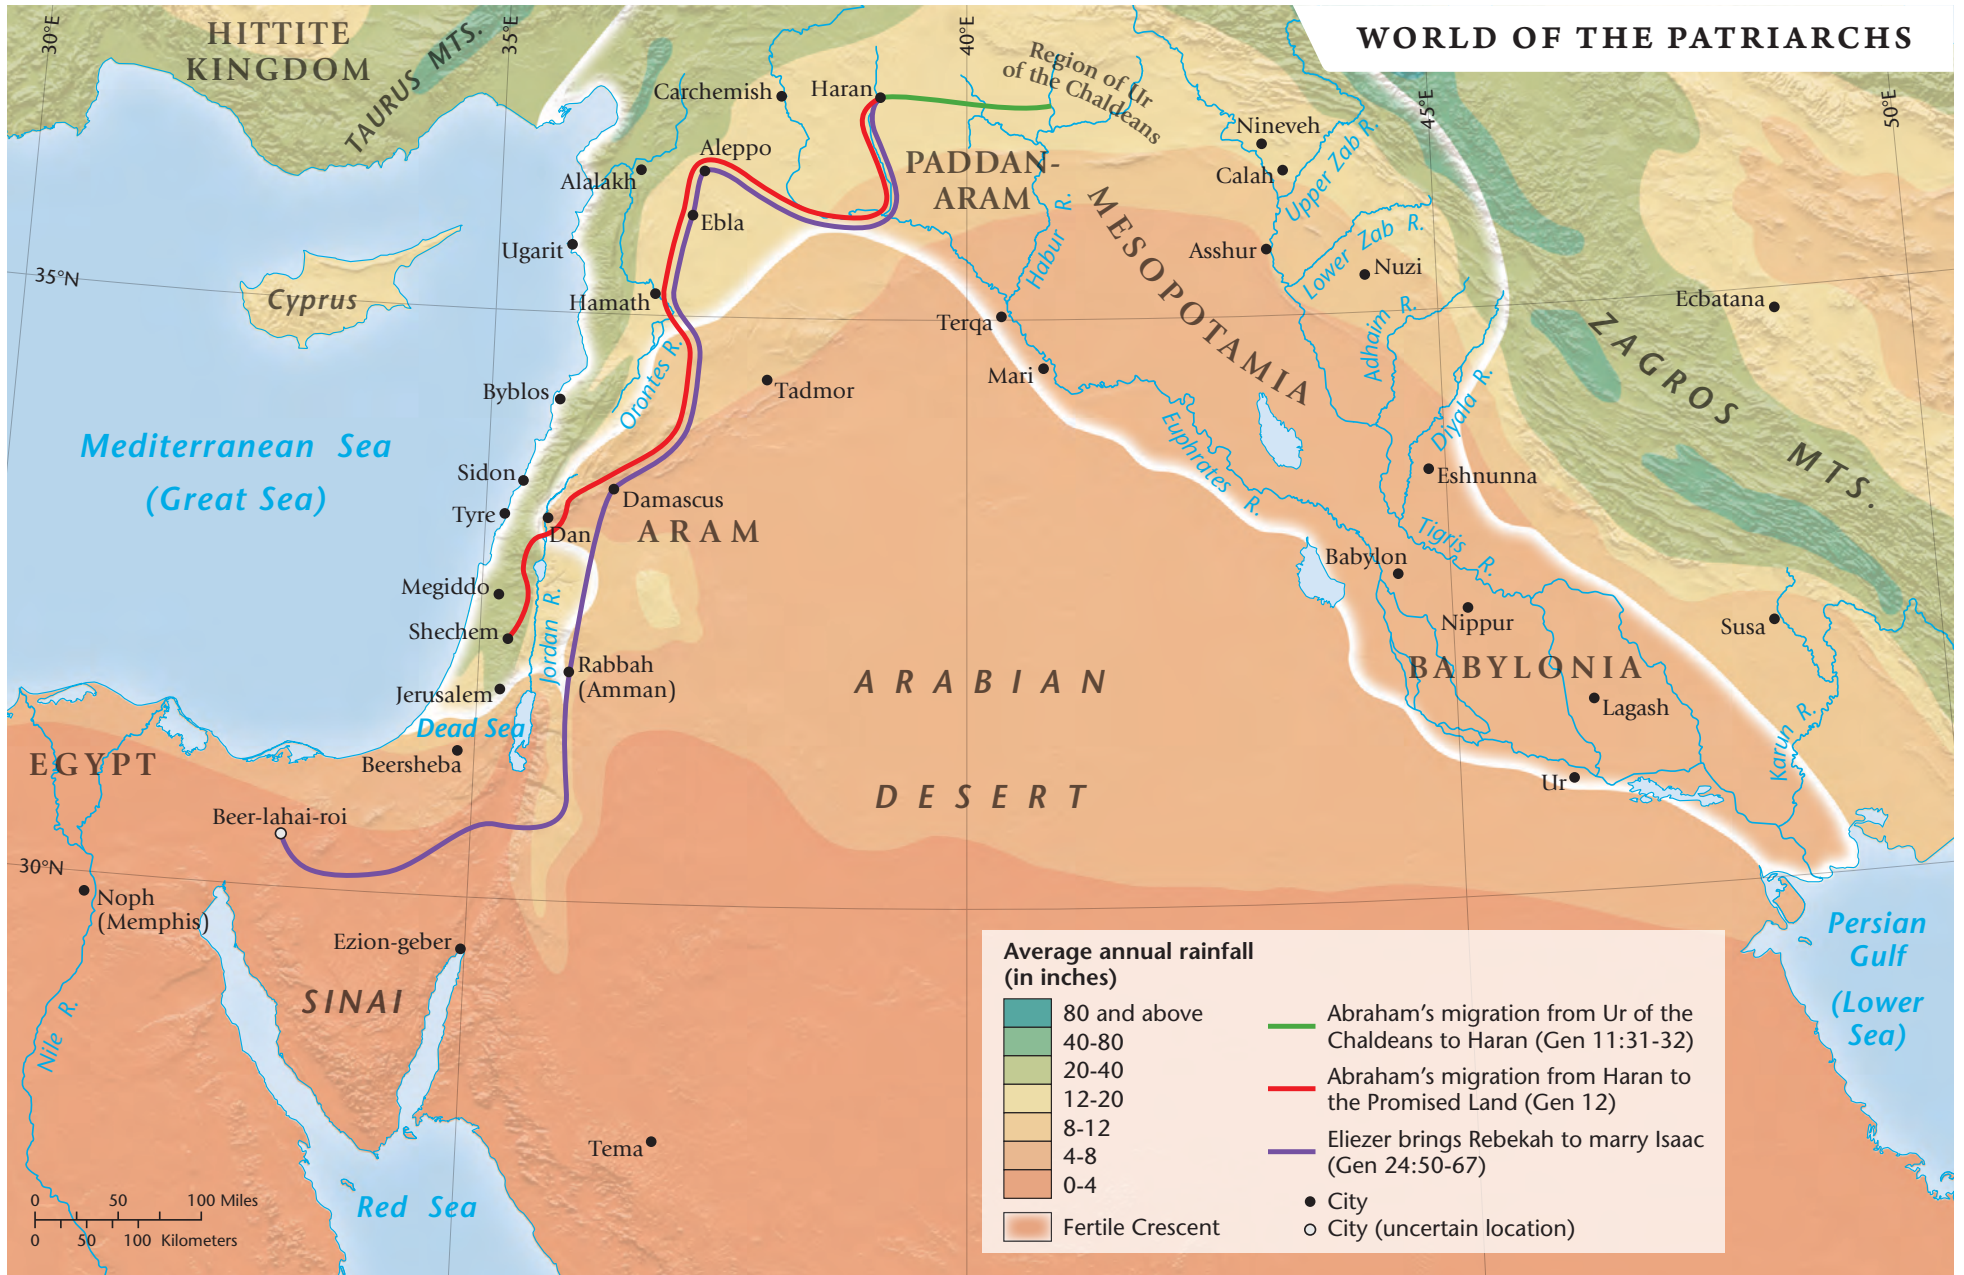 WORLD OF THE PATRIARCHS
30°E
35°E
40°E
45°E
50°E
HITTITE
KINGDOM
TAURUS MTS.
Carchemish
Haran
Region of Ur
of the Chaldeans
Nineveh
Calah
Upper Zab R.
Aleppo
Alalakh
PADDAN-
ARAM
Ebla
Ugarit
Habur R.
MESOPOTAMIA
Asshur
Lower Zab R.
Nuzi
35°N
Cyprus
Hamath
Terqa
Adhaim R.
Ecbatana
ZAGROS MTS.
Orontes R.
Mari
Tadmor
Byblos
Diyala R.
Euphrates R.
Mediterranean Sea
(Great Sea)
Sidon
Eshnunna
Tyre
Damascus
Dan
ARAM
Tigris R.
Babylon
Megiddo
Jordan R.
Nippur
Shechem
Susa
Rabbah
(Amman)
ARABIAN
DESERT
BABYLONIA
Jerusalem
Lagash
Dead Sea
Karun R.
EGYPT
Beersheba
Ur
Beer-lahai-roi
30°N
Noph
(Memphis)
Ezion-geber
SINAI
Nile R.
Persian
Gulf
(Lower
Sea)
Tema
Red Sea
0 50 100 Miles
0 50 100 Kilometers
Average annual rainfall
(in inches)
80 and above
40-80
20-40
12-20
8-12
4-8
0-4
Fertile Crescent
Abraham's migration from Ur of the
Chaldeans to Haran (Gen 11:31-32)
Abraham's migration from Haran to
the Promised Land (Gen 12)
Eliezer brings Rebekah to marry Isaac
(Gen 24:50-67)
City
City (uncertain location)